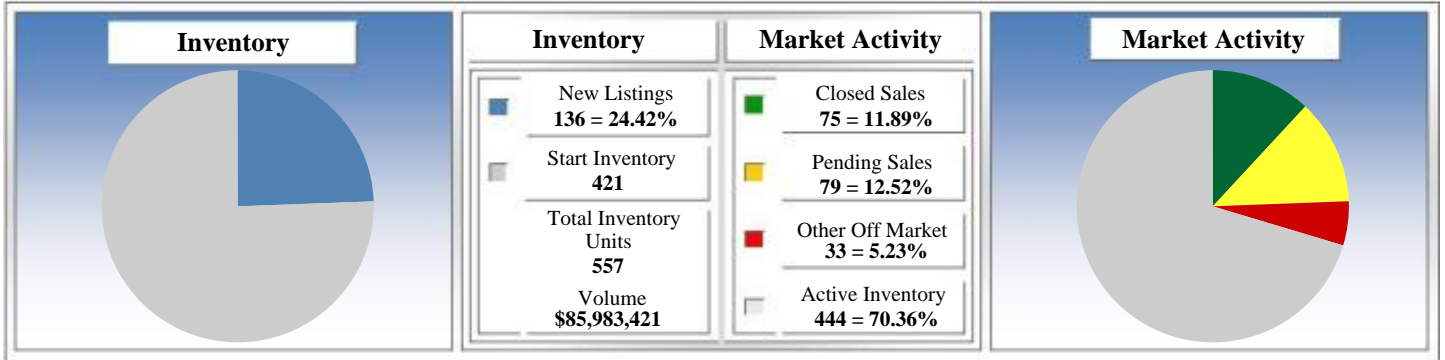 Inventory
Inventory
New Listings
136 = 24.42%
Start Inventory
421
Total Inventory
Units
557
Volume
$85,983,421
Market Activity
Closed Sales
75 = 11.89%
Pending Sales
79 = 12.52%
Other Off Market
33 = 5.23%
Active Inventory
444 = 70.36%
Market Activity